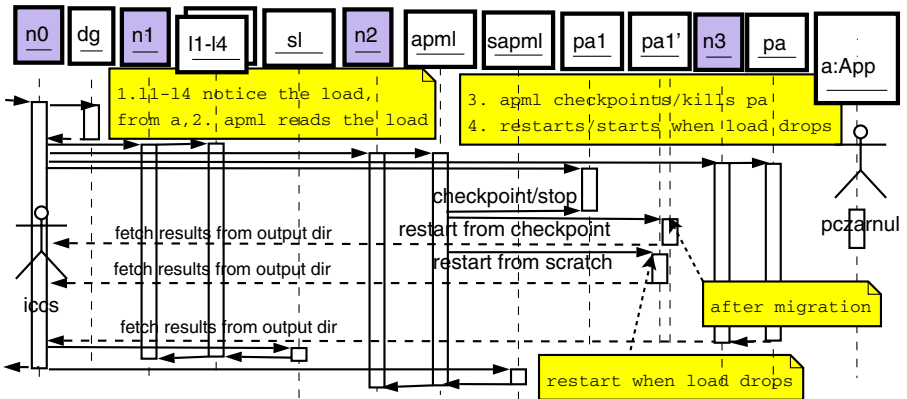 n0 dg n1 l1-l4 sl n2 apml sapml pa1 pa1' n3 pa
a:App
1.l1-l4 notice the load,
from a,2. apml reads the load
3. apml checkpoints/kills pa
4. restarts/starts when load drops
checkpoint/stop
pczarnul
restart from checkpoint
fetch results from output dir
restart from scratch
fetch results from output dir
iccs
after migration
fetch results from output dir
restart when load drops